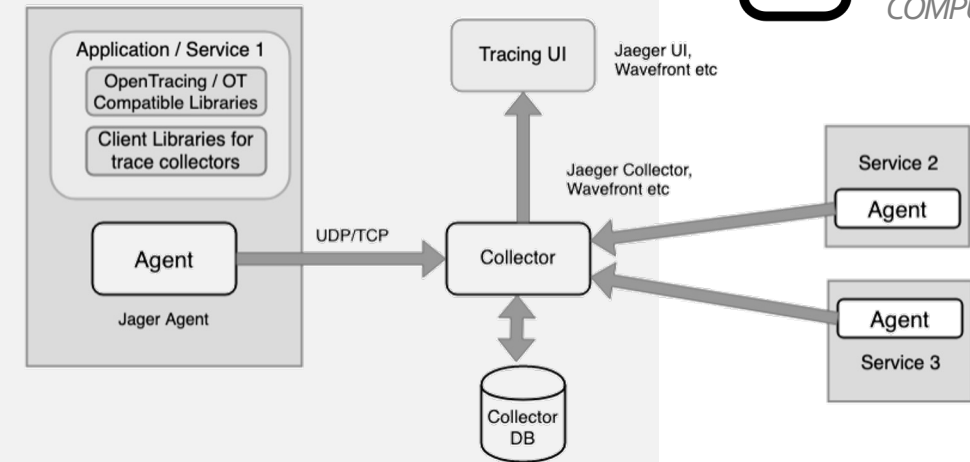 COMPU
Application / Service 1
OpenTracing / OT
Compatible Libraries
Client Libraries for
trace collectors
Agent
Jager Agent
UDP/TCP
Tracing UI
Jaeger UI,
Wavefront etc
Jaeger Collector,
Wavefront etc
Collector
Collector
DB
Service 2
Agent
Agent
Service 3